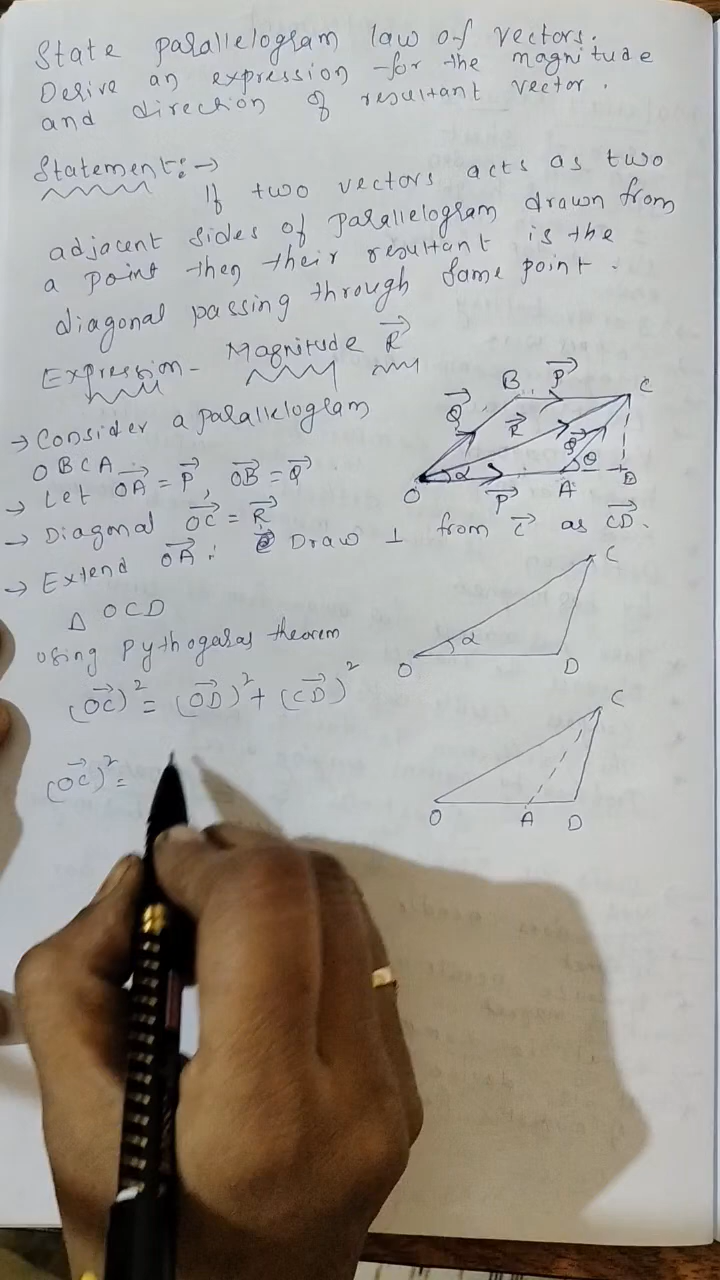 State parallelogram law of vectors.
Derive an expression for the magnitude
and direction of resultant vector.
Statement:→
If two vectors acts as two
adjacent sides of parallelogram drawn from
a point then their resultant is the
diagonal passing through same point.
Expression- Magnitude R⃗
→ Consider a parallelogram
OBCA.
→ Let OA⃗ = P⃗, OB⃗ = Q⃗
→ Diagonal OC⃗ = R⃗
→ Extend OA⃗. Draw ⊥ from C⃗ as CD⃗.
B P⃗ C
Q⃗ R⃗ Q⃗
O α P⃗ A θ D
Δ OCD
using Pythogaras theorem
(OC⃗)² = (OD⃗)² + (CD⃗)²
C
O α D
(OC⃗)² =
C
O A D